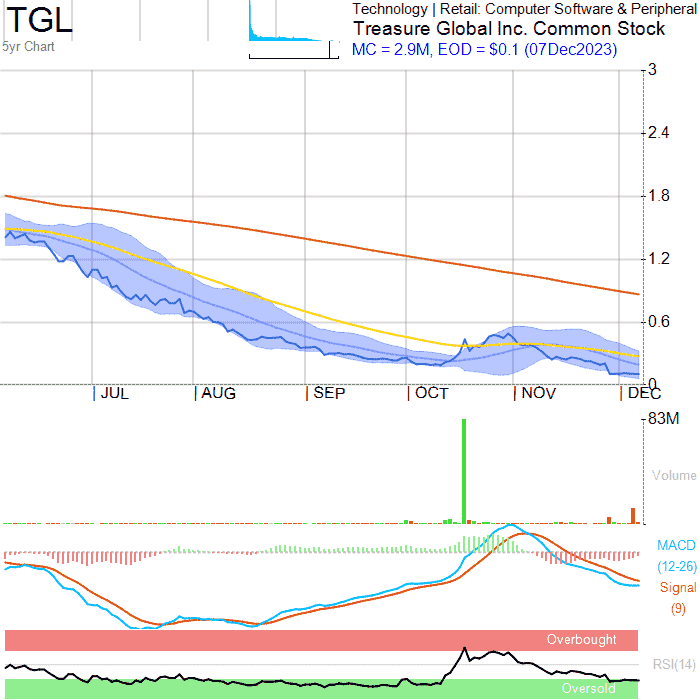 TGL
5yr Chart
Technology | Retail: Computer Software & Peripheral
Treasure Global Inc. Common Stock
MC = 2.9M, EOD = $0.1 (07Dec2023)
3
2.4
1.8
1.2
0.6
0
JUL AUG SEP OCT NOV DEC
83M
Volume
MACD
(12-26)
Signal
(9)
Overbought
RSI(14)
Oversold